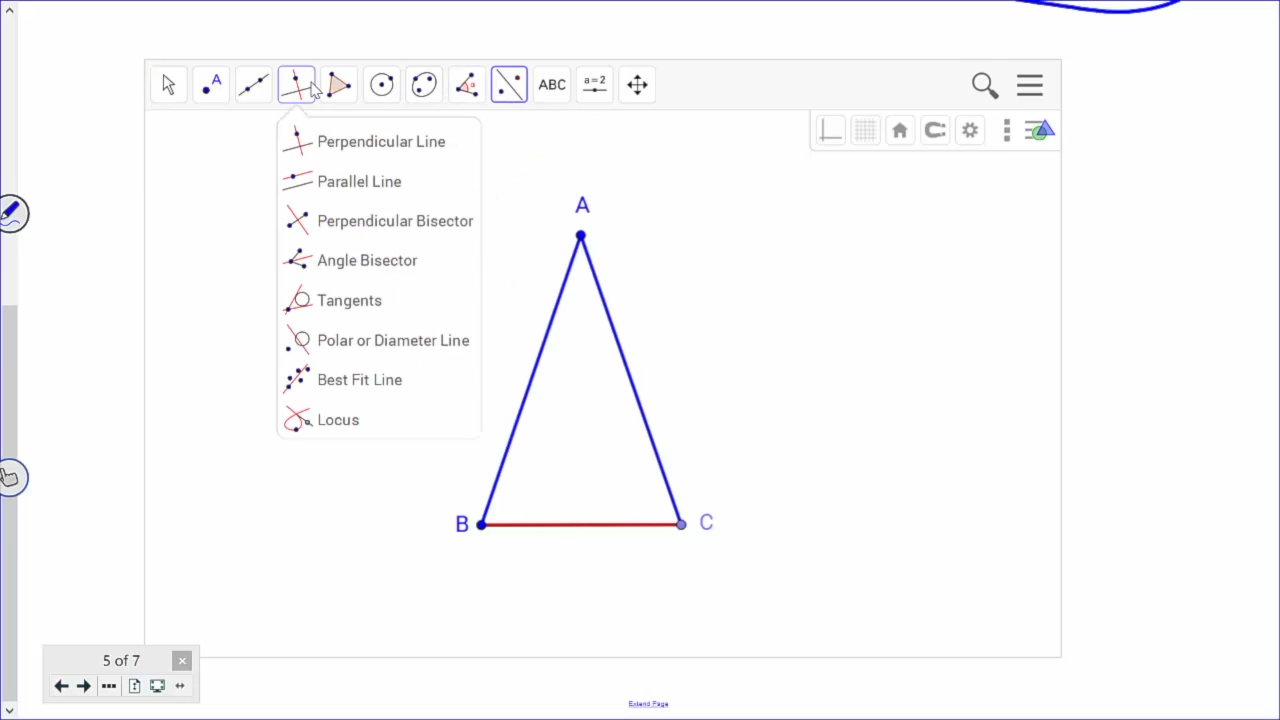 A
ABC
a=2
Perpendicular Line
Parallel Line
Perpendicular Bisector
Angle Bisector
Tangents
Polar or Diameter Line
Best Fit Line
Locus
A
B
C
5 of 7
Extend Page